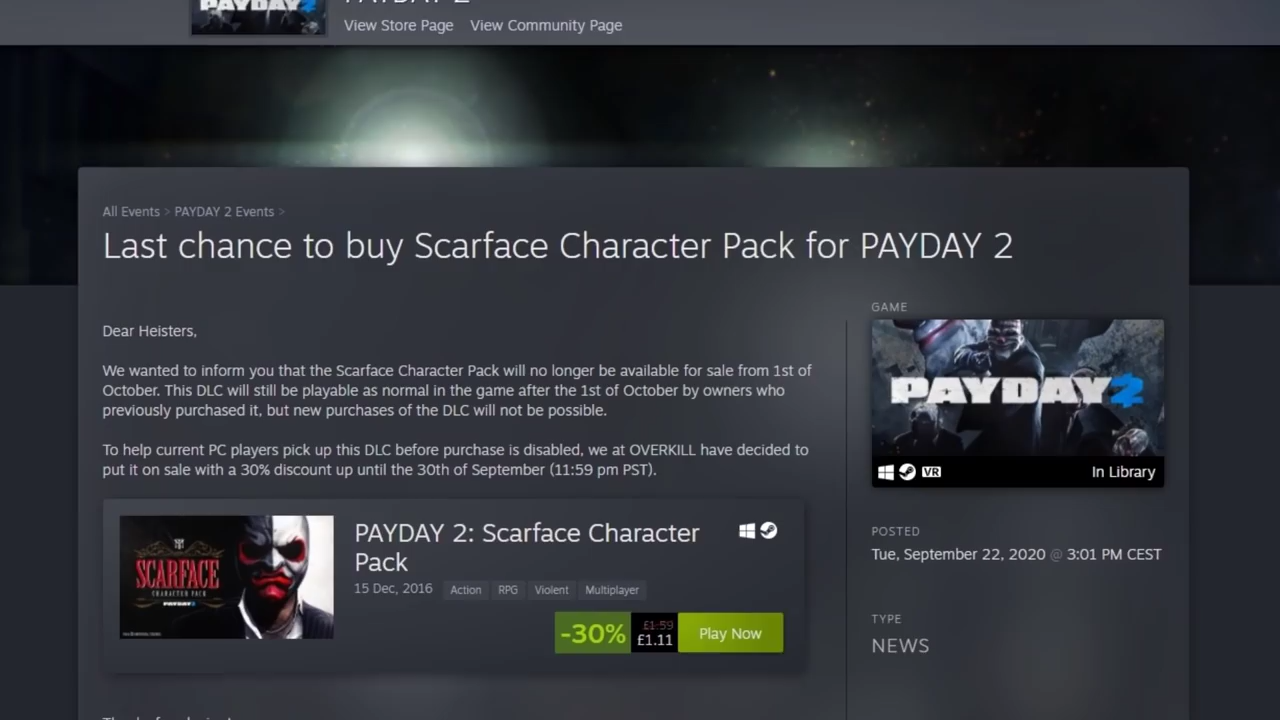 PAYDAY 2
PAYDAY 2
View Store Page View Community Page
All Events > PAYDAY 2 Events >
Last chance to buy Scarface Character Pack for PAYDAY 2
Dear Heisters,
We wanted to inform you that the Scarface Character Pack will no longer be available for sale from 1st of
October. This DLC will still be playable as normal in the game after the 1st of October by owners who
previously purchased it, but new purchases of the DLC will not be possible.
To help current PC players pick up this DLC before purchase is disabled, we at OVERKILL have decided to
put it on sale with a 30% discount up until the 30th of September (11:59 pm PST).
SCARFACE
CHARACTER PACK
PAYDAY 2
PAYDAY 2: Scarface Character
Pack
15 Dec, 2016 Action RPG Violent Multiplayer
-30% £1.59
£1.11 Play Now
GAME
PAYDAY 2
VR In Library
POSTED
Tue, September 22, 2020 @ 3:01 PM CEST
TYPE
NEWS